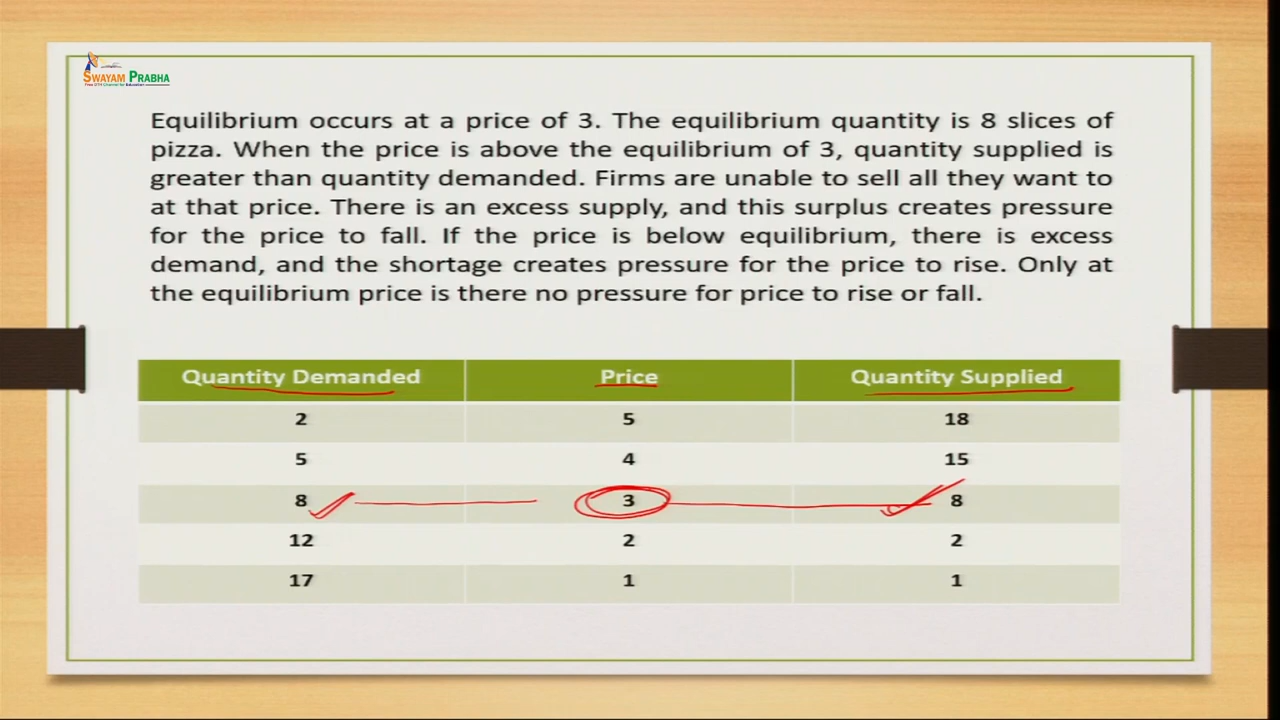 SWAYAM PRABHA
Free DTH Channel for Education
Equilibrium occurs at a price of 3. The equilibrium quantity is 8 slices of
pizza. When the price is above the equilibrium of 3, quantity supplied is
greater than quantity demanded. Firms are unable to sell all they want to
at that price. There is an excess supply, and this surplus creates pressure
for the price to fall. If the price is below equilibrium, there is excess
demand, and the shortage creates pressure for the price to rise. Only at
the equilibrium price is there no pressure for price to rise or fall.
Quantity Demanded Price Quantity Supplied
2 5 18
5 4 15
8 3 8
12 2 2
17 1 1